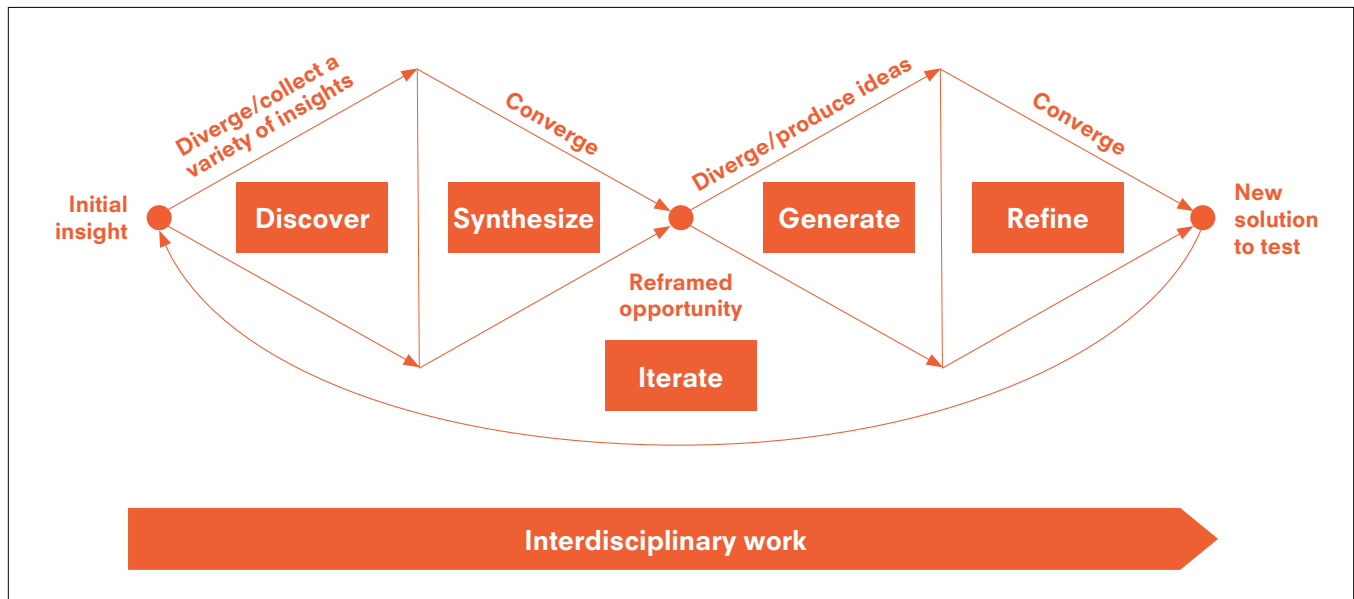 Diverge/collect a
variety of insights
Converge
Diverge/produce ideas
Converge
Initial
insight
Discover
Synthesize
Generate
Refine
New
solution
to test
Reframed
opportunity
Iterate
Interdisciplinary work